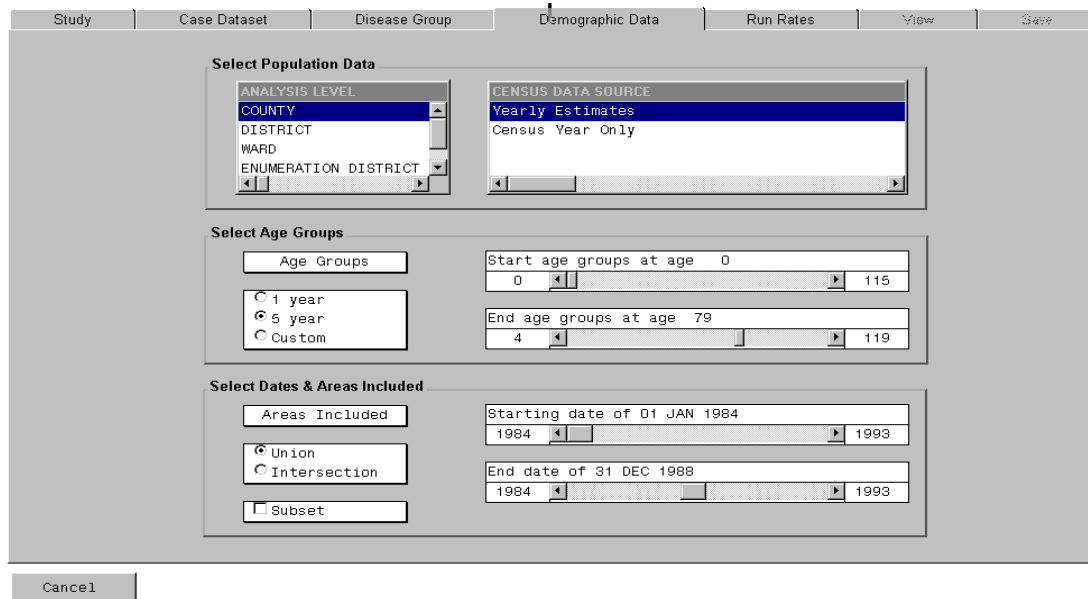 Study Case Dataset Disease Group Demographic Data Run Rates View Save
Select Population Data
ANALYSIS LEVEL
COUNTY
DISTRICT
WARD
ENUMERATION DISTRICT
CENSUS DATA SOURCE
Yearly Estimates
Census Year Only
Select Age Groups
Age Groups
1 year
5 year
Custom
Start age groups at age 0
0 115
End age groups at age 79
4 119
Select Dates & Areas Included
Areas Included
Union
Intersection
Subset
Starting date of 01 JAN 1984
1984 1993
End date of 31 DEC 1988
1984 1993
Cancel